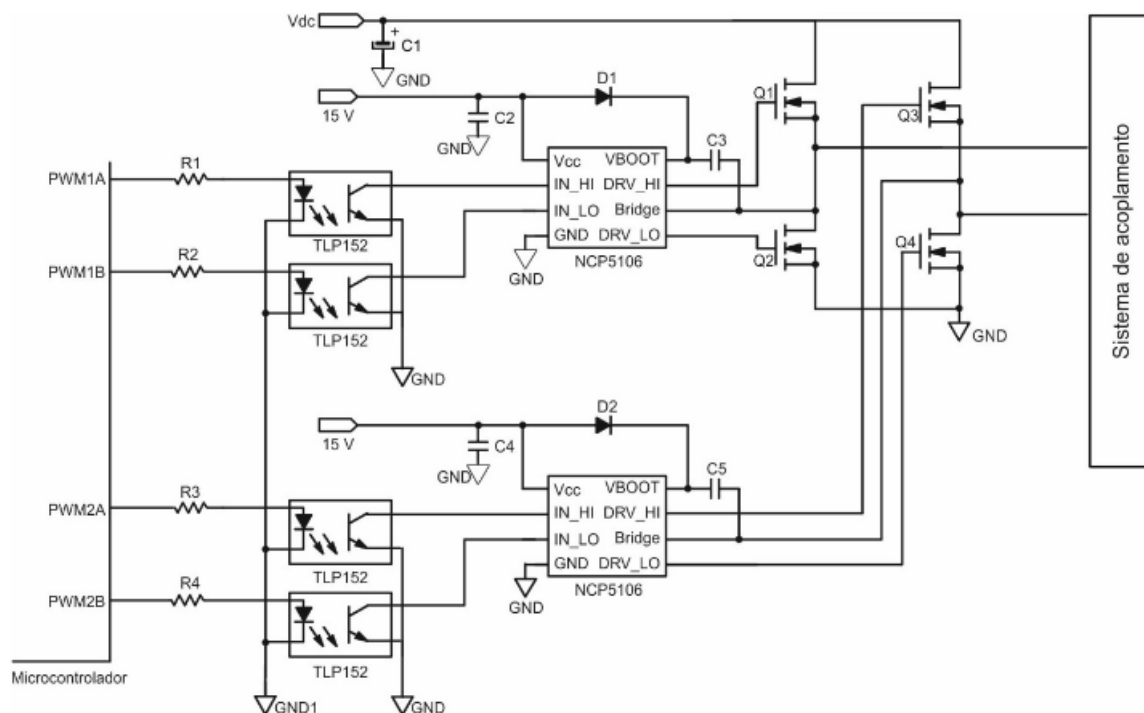 Vdc
+
C1
GND
15 V
C2
GND
D1
C3
Vcc VBOOT
IN_HI DRV_HI
IN_LO Bridge
GND DRV_LO
NCP5106
GND
Q1
Q2
Q3
Q4
GND
Sistema de acoplamento
PWM1A
R1
TLP152
PWM1B
R2
TLP152
GND
15 V
C4
GND
D2
C5
Vcc VBOOT
IN_HI DRV_HI
IN_LO Bridge
GND DRV_LO
NCP5106
GND
PWM2A
R3
TLP152
PWM2B
R4
TLP152
Microcontrolador
GND1
GND